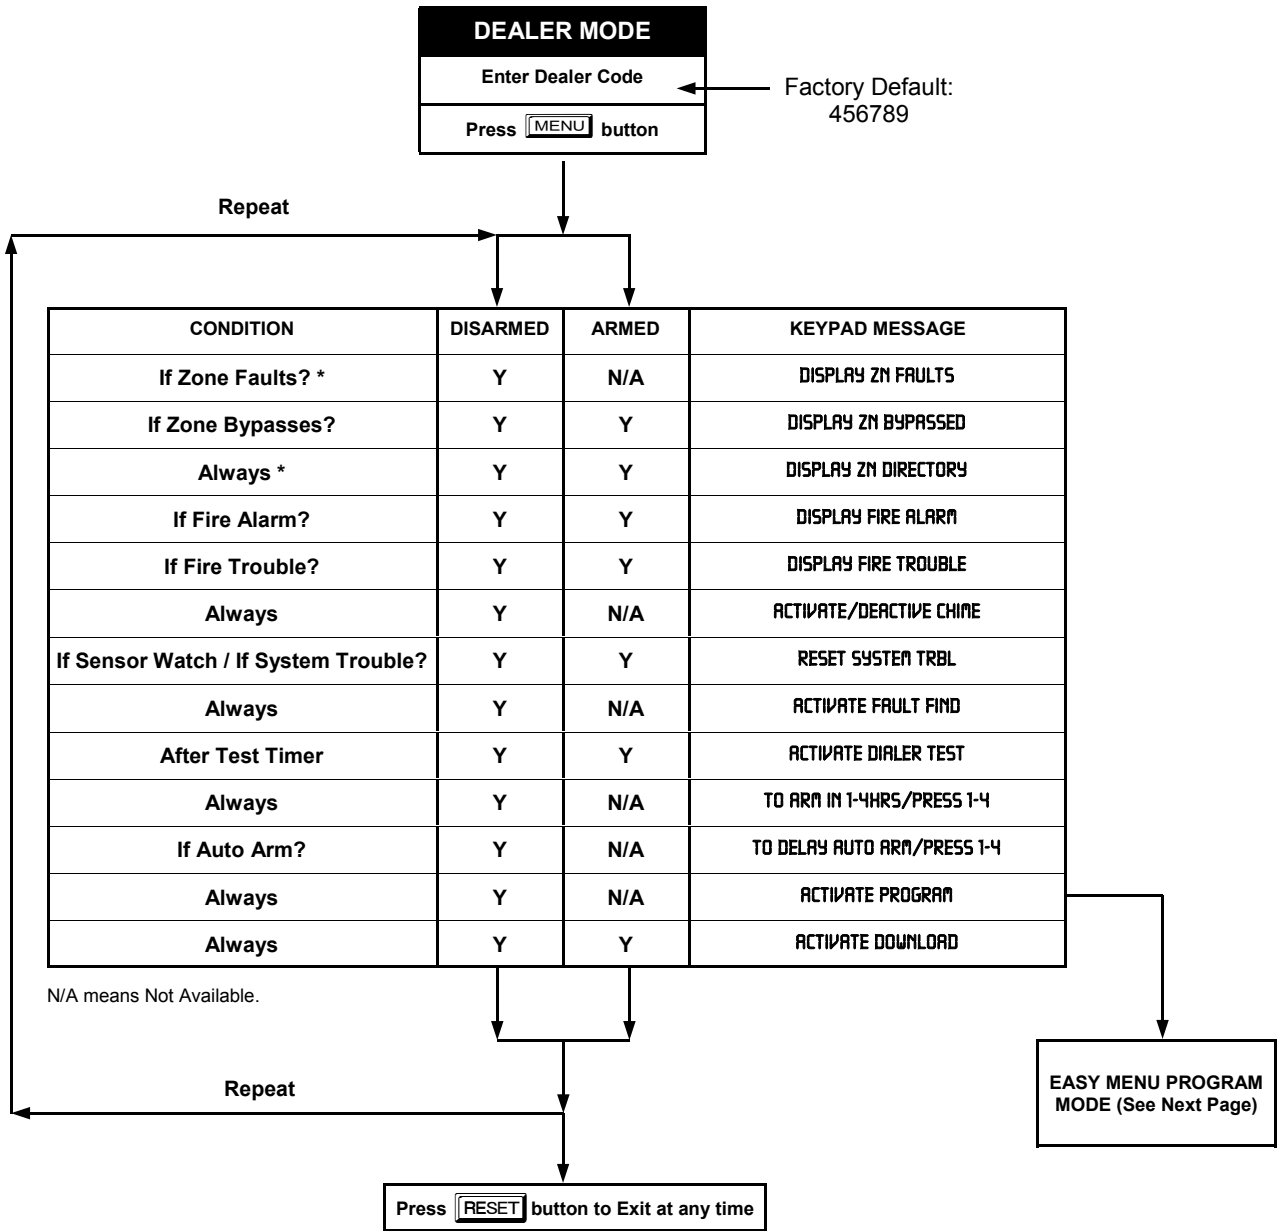 DEALER MODE
Enter Dealer Code
Press MENU button
Factory Default:
456789
Repeat
CONDITION DISARMED ARMED KEYPAD MESSAGE
If Zone Faults? * Y N/A DISPLAY ZN FAULTS
If Zone Bypasses? Y Y DISPLAY ZN BYPASSED
Always * Y Y DISPLAY ZN DIRECTORY
If Fire Alarm? Y Y DISPLAY FIRE ALARM
If Fire Trouble? Y Y DISPLAY FIRE TROUBLE
Always Y N/A ACTIVATE/DEACTIVE CHIME
If Sensor Watch / If System Trouble? Y Y RESET SYSTEM TRBL
Always Y N/A ACTIVATE FAULT FIND
After Test Timer Y Y ACTIVATE DIALER TEST
Always Y N/A TO ARM IN 1-4HRS/PRESS 1-4
If Auto Arm? Y N/A TO DELAY AUTO ARM/PRESS 1-4
Always Y N/A ACTIVATE PROGRAM
Always Y Y ACTIVATE DOWNLOAD
N/A means Not Available.
Repeat
EASY MENU PROGRAM
MODE (See Next Page)
Press RESET button to Exit at any time